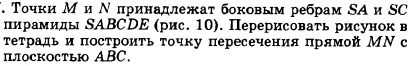 . Точки M и N принадлежат боковым ребрам SA и SC
пирамиды SABCDE (рис. 10). Перерисовать рисунок в
тетрадь и построить точку пересечения прямой MN с
плоскостью ABC.